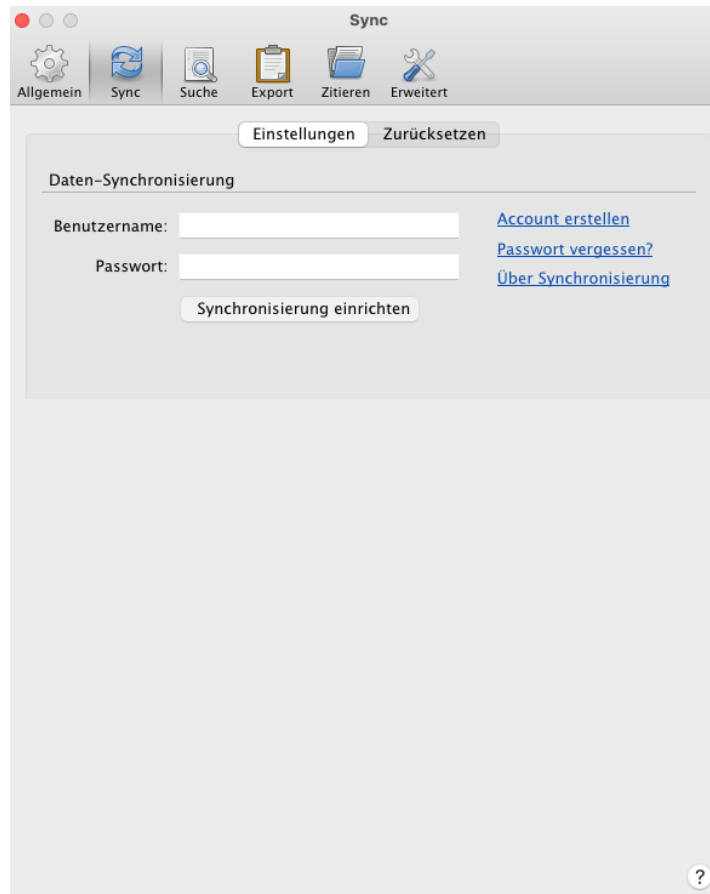 Sync
Allgemein Sync Suche Export Zitieren Erweitert
Einstellungen Zurücksetzen
Daten-Synchronisierung
Benutzername: Account erstellen
Passwort vergessen?
Passwort:
Über Synchronisierung
Synchronisierung einrichten
?